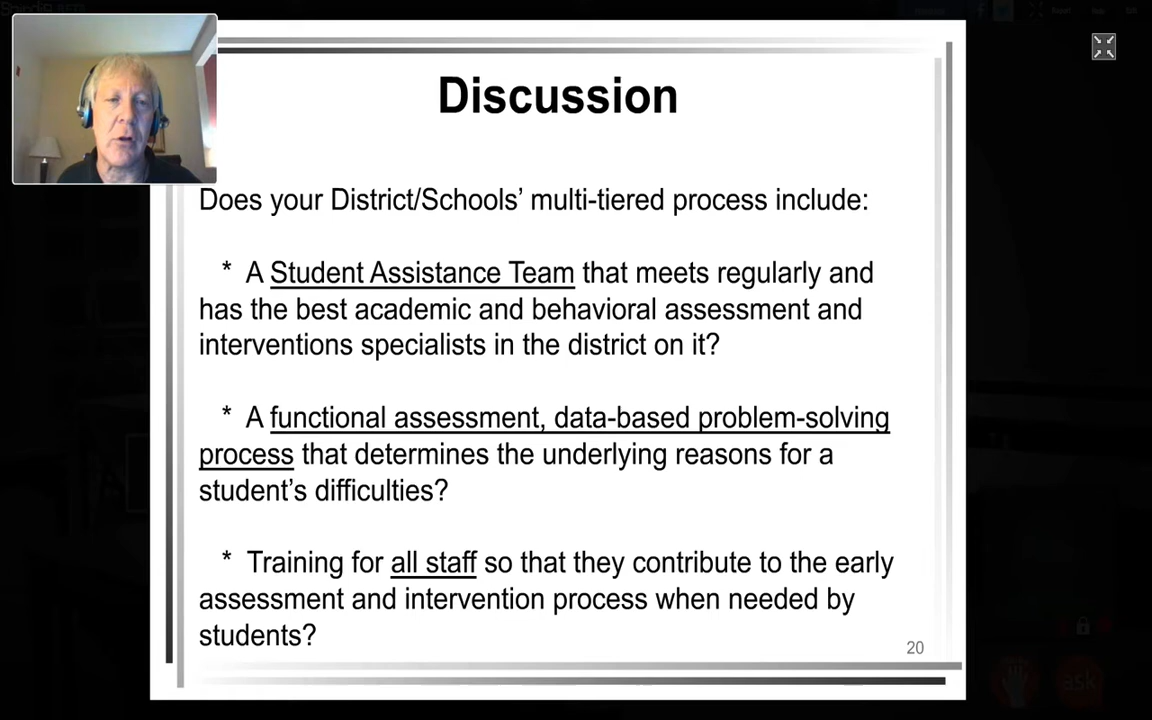 Discussion
Does your District/Schools’ multi-tiered process include:
* A Student Assistance Team that meets regularly and
has the best academic and behavioral assessment and
interventions specialists in the district on it?
* A functional assessment, data-based problem-solving
process that determines the underlying reasons for a
student’s difficulties?
* Training for all staff so that they contribute to the early
assessment and intervention process when needed by
students?
20
ask